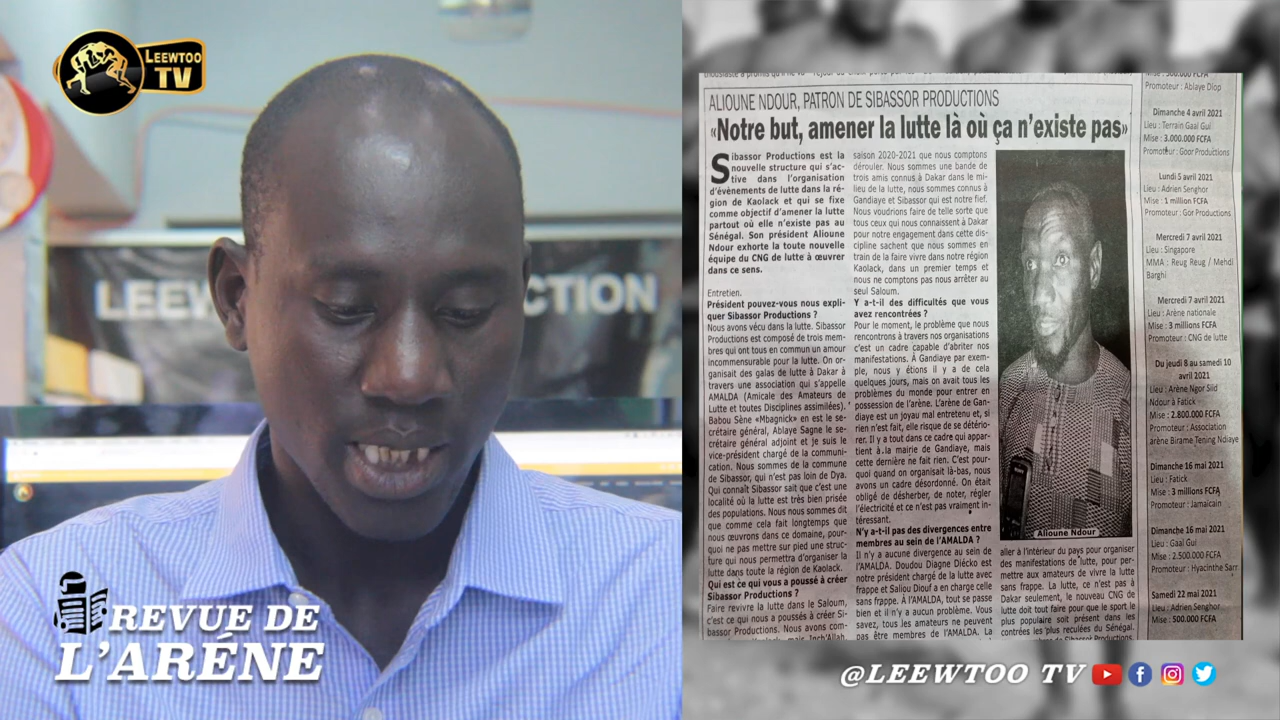 LEEWTOO
TV
LEEW
CTION
REVUE DE
L'ARÉNE
ALIOUNE NDOUR, PATRON DE SIBASSOR PRODUCTIONS
«Notre but, amener la lutte là où ça n'existe pas»
Sibassor Productions est la
nouvelle structure qui s'ac-
tive dans l'organisation
d'évènements de lutte dans la ré-
gion de Kaolack et qui se fixe
comme objectif d'amener la lutte
partout où elle n'existe pas au
Sénégal. Son président Alioune
Ndour exhorte la toute nouvelle
équipe du CNG de lutte à œuvrer
dans ce sens.
Entretien.
Président pouvez-vous nous expli-
quer Sibassor Productions ?
Nous avons vécu dans la lutte. Sibassor
Productions est composé de trois mem-
bres qui ont tous en commun un amour
incommensurable pour la lutte. On or-
ganisait des galas de lutte à Dakar à
travers une association qui s'appelle
AMALDA (Amicale des Amateurs de
Lutte et toutes Disciplines assimilées).
Babou Sène «Mbagnick» en est le se-
crétaire général, Ablaye Sagne le se-
crétaire général adjoint et je suis le
vice-président chargé de la communi-
cation. Nous sommes de la commune
de Sibassor, qui n'est pas loin de Dya.
Qui connaît Sibassor sait que c'est une
localité où la lutte est très bien prisée
des populations. Nous nous sommes dit
que comme cela fait longtemps que
nous œuvrons dans ce domaine, pour-
quoi ne pas mettre sur pied une struc-
ture qui nous permettra d'organiser la
lutte dans toute la région de Kaolack.
Qui est ce qui vous a poussé à créer
Sibassor Productions ?
Faire revivre la lutte dans le Saloum,
c'est ce qui nous a poussés à créer Si-
bassor Productions. Nous avons com-
saison 2020-2021 que nous comptons
dérouler. Nous sommes une bande de
trois amis connus à Dakar dans le mi-
lieu de la lutte, nous sommes connus à
Gandiaye et Sibassor qui est notre fief.
Nous voudrions faire de telle sorte que
tous ceux qui nous connaissent à Dakar
pour notre engagement dans cette dis-
cipline sachent que nous sommes en
train de la faire vivre dans notre région
Kaolack, dans un premier temps et
nous ne comptons pas nous arrêter au
seul Saloum.
Y a-t-il des difficultés que vous
avez rencontrées ?
Pour le moment, le problème que nous
rencontrons à travers nos organisations
c'est un cadre capable d'abriter nos
manifestations. À Gandiaye par exem-
ple, nous y étions il y a de cela
quelques jours, mais on avait tous les
problèmes du monde pour entrer en
possession de l'arène. L'arène de Gan-
diaye est un joyau mal entretenu et, si
rien n'est fait, elle risque de se détério-
rer. Il y a tout dans ce cadre qui appar-
tient à la mairie de Gandiaye, mais
cette dernière ne fait rien. C'est pour-
quoi quand on organisait là-bas, nous
avons un cadre désordonné. On était
obligé de désherber, de noter, régler
l'électricité et ce n'est pas vraiment in-
téressant.
N'y a-t-il pas des divergences entre
membres au sein de l'AMALDA ?
Il n'y a aucune divergence au sein de
l'AMALDA. Doudou Diagne Diécko est
notre président chargé de la lutte avec
frappe et Saliou Diouf a en charge celle
sans frappe. À l'AMALDA, tout se passe
bien et il n'y a aucun problème. Vous
savez, tous les amateurs ne peuvent
pas être membres de l'AMALDA. La
Alioune Ndour
aller à l'intérieur du pays pour organiser
des manifestations de lutte, pour per-
mettre aux amateurs de vivre la lutte
sans frappe. La lutte, ce n'est pas à
Dakar seulement, le nouveau CNG de
lutte doit tout faire pour que le sport le
plus populaire soit présent dans les
contrées les plus reculées du Sénégal.
Mise : 500.000 FCFA
Promoteur : Ablaye Diop
Dimanche 4 avril 2021
Lieu : Terrain Gaal Gui
Mise : 3.000.000 FCFA
Promoteur : Goor Productions
Lundi 5 avril 2021
Lieu : Adrien Senghor
Mise : 1 million FCFA
Promoteur : Gor Productions
Mercredi 7 avril 2021
Lieu : Singapore
MMA : Reug Reug / Mehdi
Barghi
Mercredi 7 avril 2021
Lieu : Arène nationale
Mise : 3 millions FCFA
Promoteur : CNG de lutte
Du jeudi 8 au samedi 10
avril 2021
Lieu : Arène Ngor Siid
Ndour à Fatick
Mise : 2.800.000 FCFA
Promoteur : Association
arène Birame Tening Ndiaye
Dimanche 16 mai 2021
Lieu : Fatick
Mise : 3 millions FCFA
Promoteur : Jamaicain
Dimanche 16 mai 2021
Lieu : Gaal Gui
Mise : 2.500.000 FCFA
Promoteur : Hyacinthe Sarr
Samedi 22 mai 2021
Lieu : Adrien Senghor
Mise : 500.000 FCFA
@LEEWTOO TV